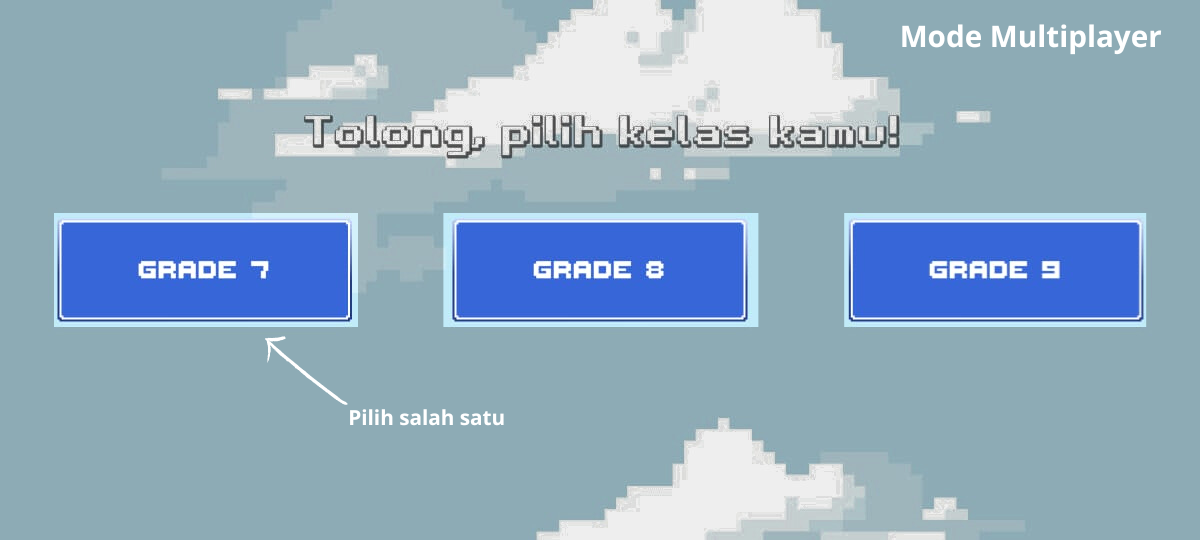 Mode Multiplayer
Tolong, pilih kelas kamu!
GRADE 7
GRADE 8
GRADE 9
Pilih salah satu